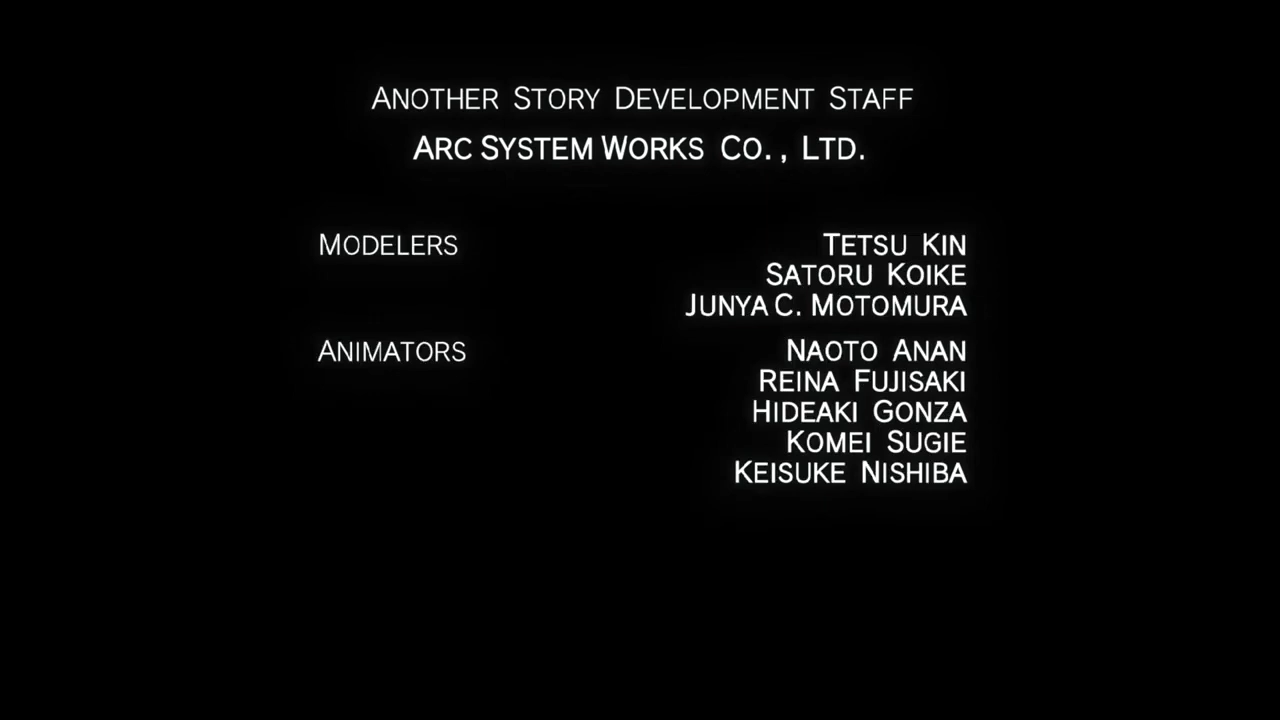 ANOTHER STORY DEVELOPMENT STAFF
ARC SYSTEM WORKS CO., LTD.
MODELERS TETSU KIN
SATORU KOIKE
JUNYA C. MOTOMURA
ANIMATORS NAOTO ANAN
REINA FUJISAKI
HIDEAKI GONZA
KOMEI SUGIE
KEISUKE NISHIBA